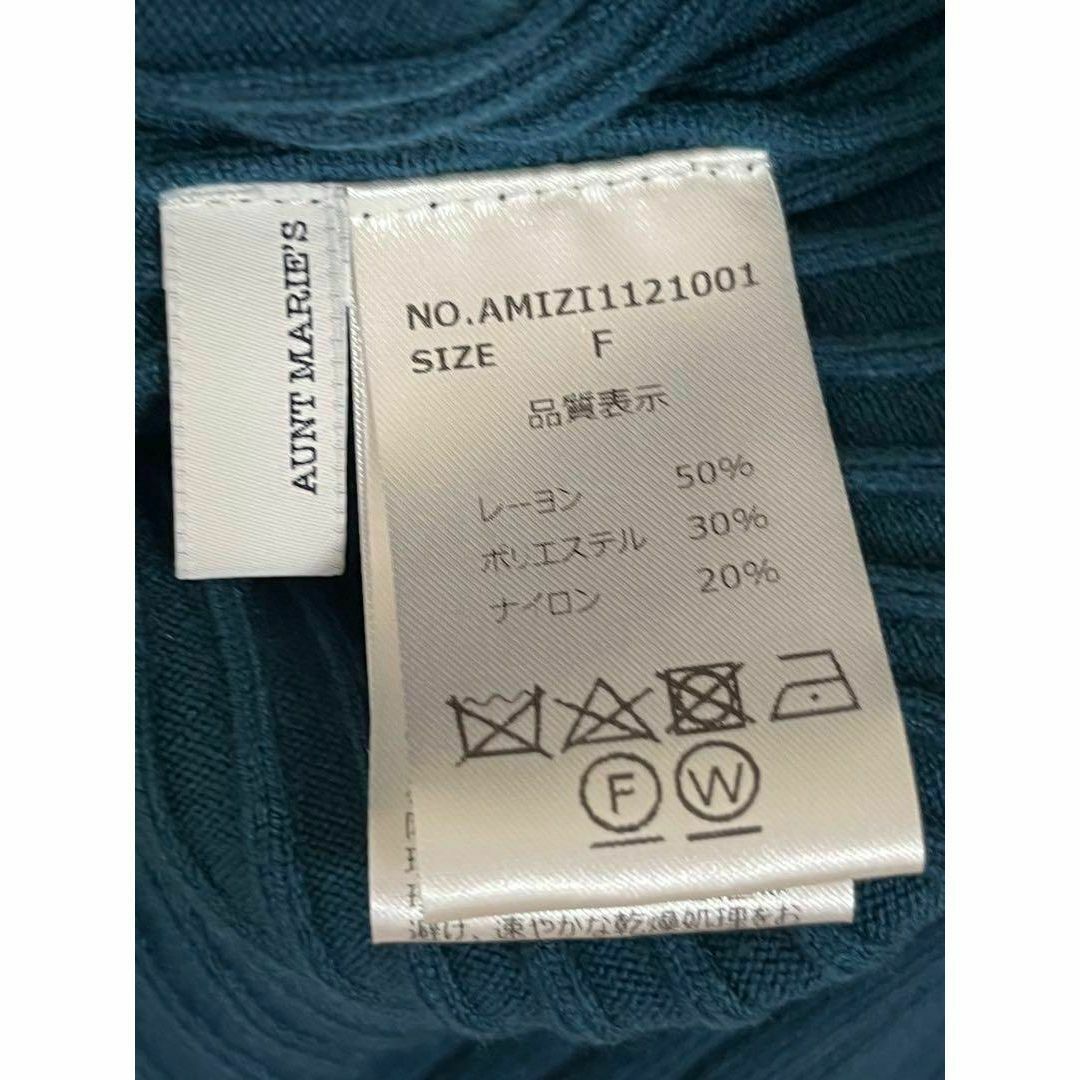 AUNT MARIE'S
NO.AMIZI1121001
SIZE F
品質表示
レーヨン 50%
ポリエステル 30%
ナイロン 20%
F W
避け、速やかな乾燥処理をお